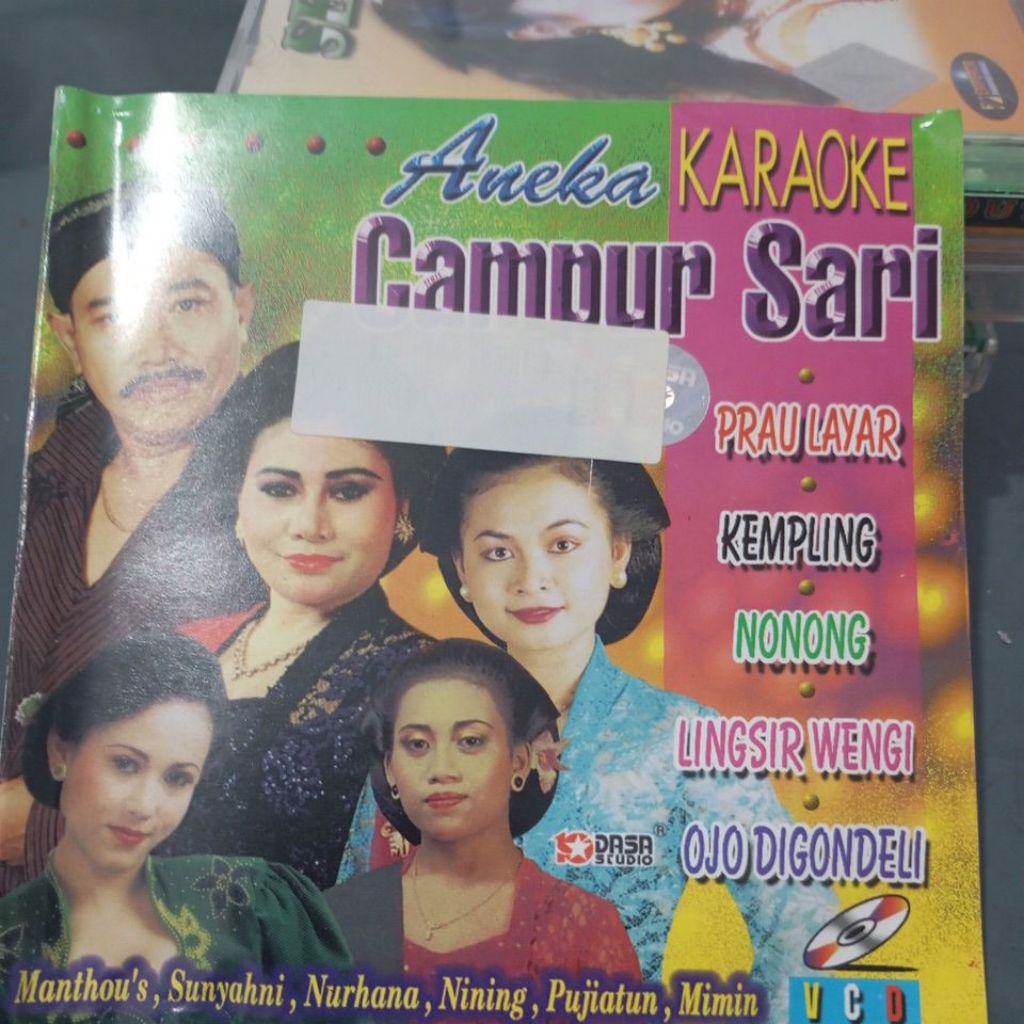 Aneka KARAOKE
Campur Sari
PRAU LAYAR
KEMPLING
NONONG
LINGSIR WENGI
DASA ®
STUDIO
OJO DIGONDELI
Manthou's, Sunyahni, Nurhana, Nining, Pujiatun, Mimin
VCD